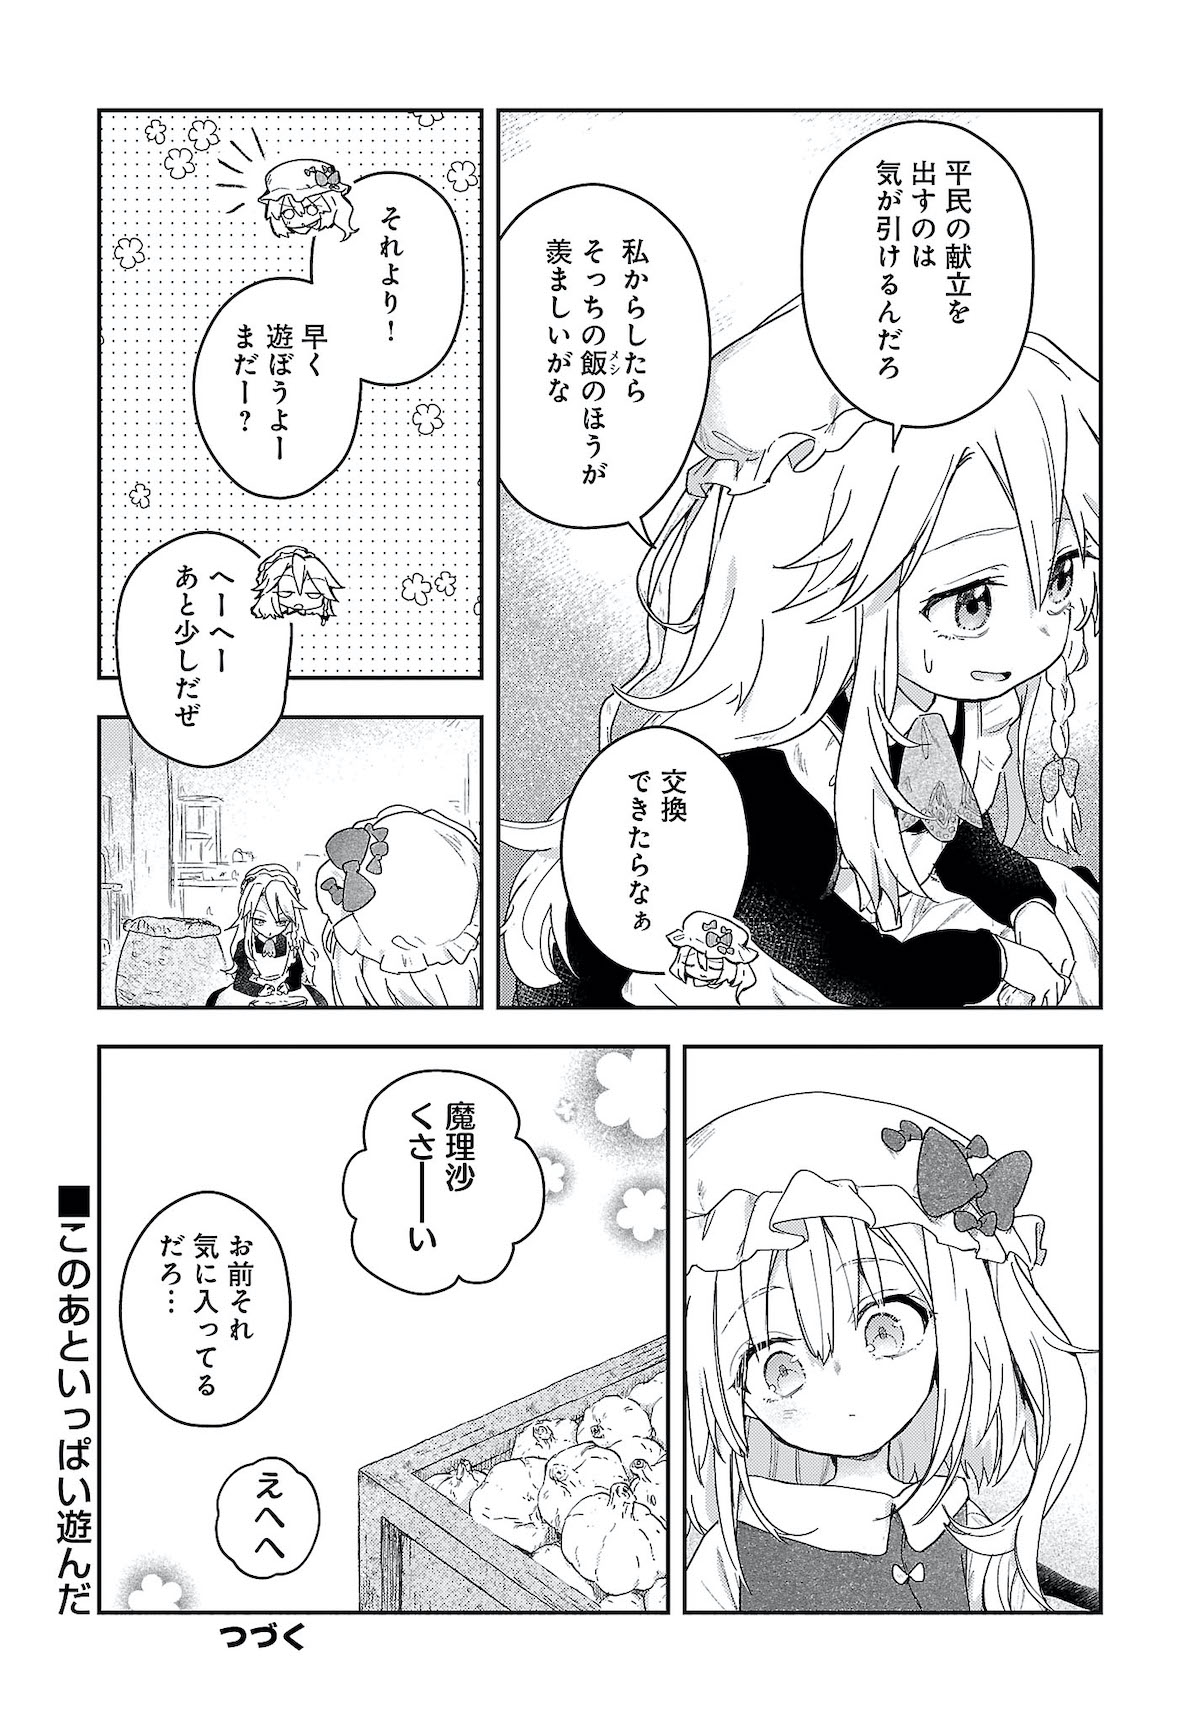 平民の献立を
出すのは
気が引けるんだろ
私からしたら
そっちの飯のほうが
メシ
羨ましいがな
交換
できたらなぁ
それより！
早く
遊ぼうよー
まだー？
へーへー
あと少しだぜ
魔理沙
くさーーい
お前それ
気に入ってる
だろ…
えへへ
■このあといっぱい遊んだ
つづく